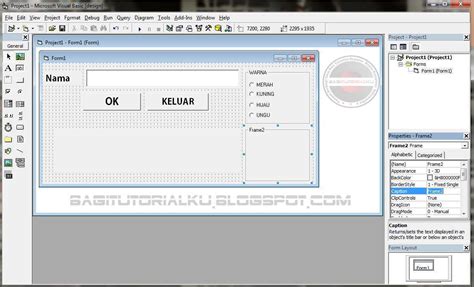 Project1 - Microsoft Visual Basic [design]
File Edit View Project Format Debug Run Query Diagram Tools Add-Ins Window Help
7200, 2280
2295 x 1935
General
Project1 - Form1 (Form)
Form1
Nama
OK
KELUAR
WARNA
MERAH
KUNING
HIJAU
UNGU
Frame2
BAGITUTORIALKU.BLOGSPOT.COM
Project - Project1
Project1 (Project1)
Forms
Form1 (Form1)
Properties - Frame2
Frame2 Frame
Alphabetic Categorized
(Name) Frame2
Appearance 1 - 3D
BackColor &H8000000F
BorderStyle 1 - Fixed Single
Caption Frame2
ClipControls True
DragIcon (None)
DragMode 0 - Manual
Caption
Returns/sets the text displayed in an object's title bar or below an object's
Form Layout